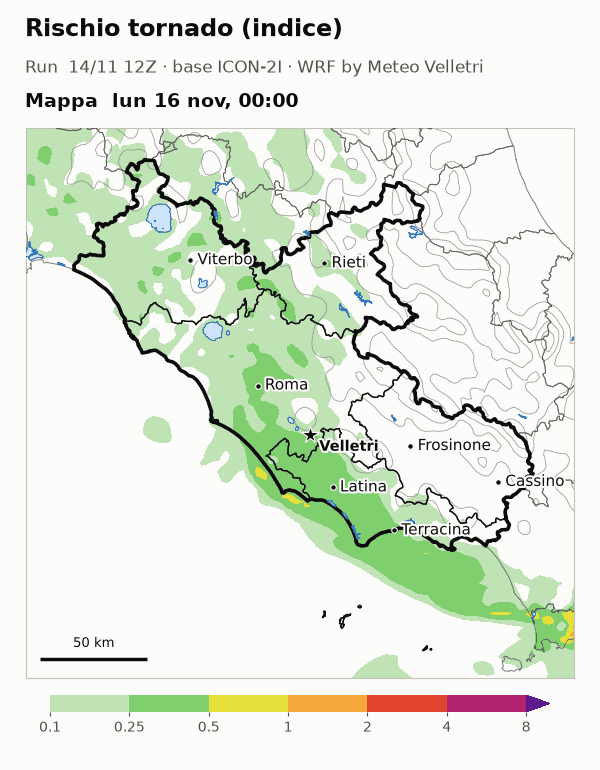 Rischio tornado (indice)
Run  14/11 12Z · base ICON-2I · WRF by Meteo Velletri
Mappa  lun 16 nov, 00:00
Viterbo
Rieti
Roma
Velletri
Frosinone
Cassino
Latina
Terracina
50 km
0.1 0.25 0.5 1 2 4 8